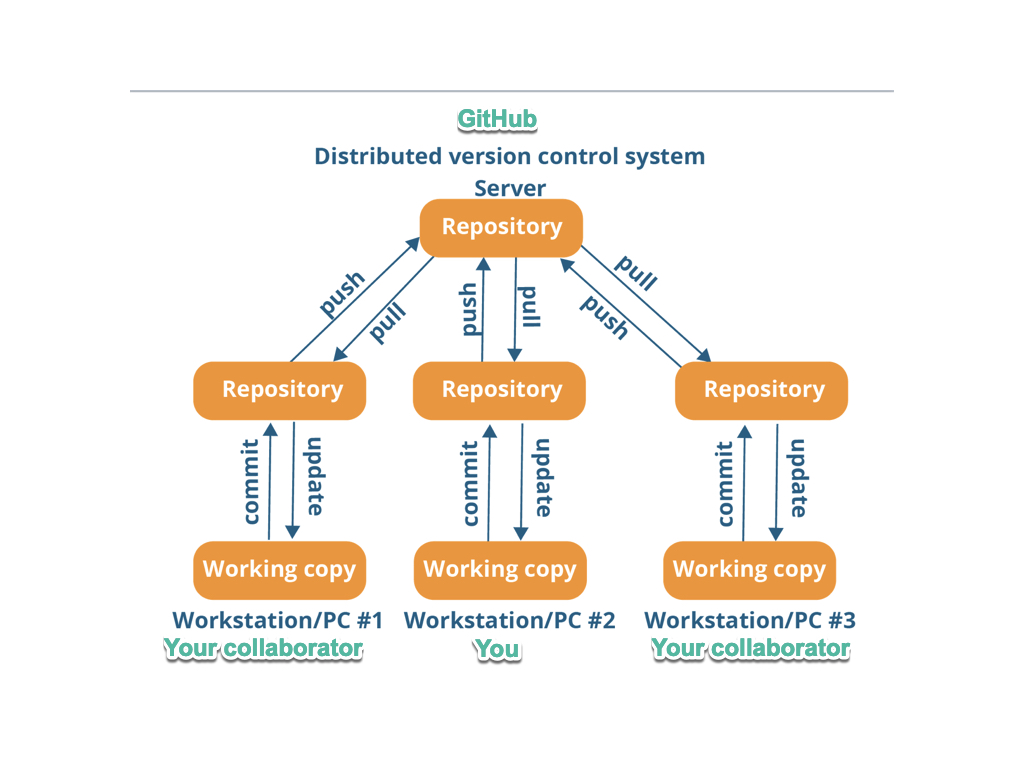 GitHub
Distributed version control system
Server
Repository
push
pull
push
pull
push
pull
Repository
Repository
Repository
commit
update
commit
update
commit
update
Working copy
Working copy
Working copy
Workstation/PC #1
Workstation/PC #2
Workstation/PC #3
Your collaborator
You
Your collaborator